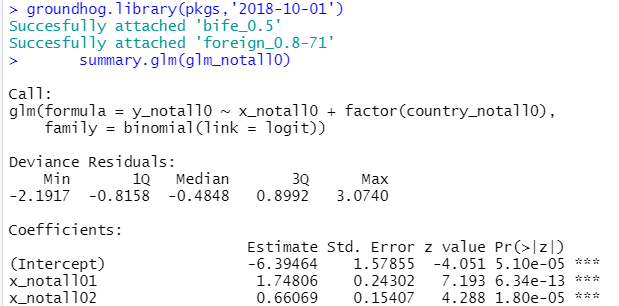 > groundhog.library(pkgs,'2018-10-01')
Succesfully attached 'bife_0.5'
Succesfully attached 'foreign_0.8-71'
>       summary.glm(glm_notall0)

Call:
glm(formula = y_notall0 ~ x_notall0 + factor(country_notall0),
    family = binomial(link = logit))

Deviance Residuals:
    Min       1Q   Median       3Q      Max
-2.1917  -0.8158  -0.4848   0.8992   3.0740

Coefficients:
                         Estimate Std. Error z value Pr(>|z|)
(Intercept)              -6.39464    1.57855  -4.051 5.10e-05 ***
x_notall01                1.74806    0.24302   7.193 6.34e-13 ***
x_notall02                0.66069    0.15407   4.288 1.80e-05 ***